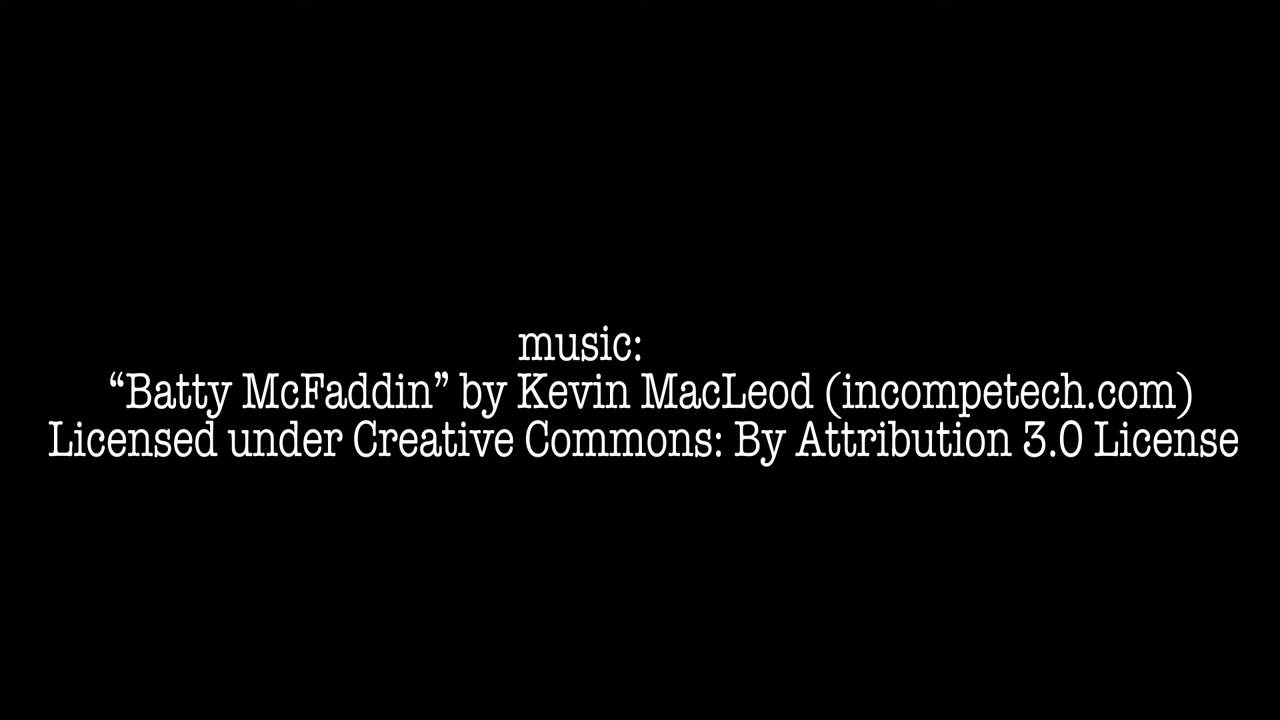 music:
“Batty McFaddin” by Kevin MacLeod (incompetech.com)
Licensed under Creative Commons: By Attribution 3.0 License